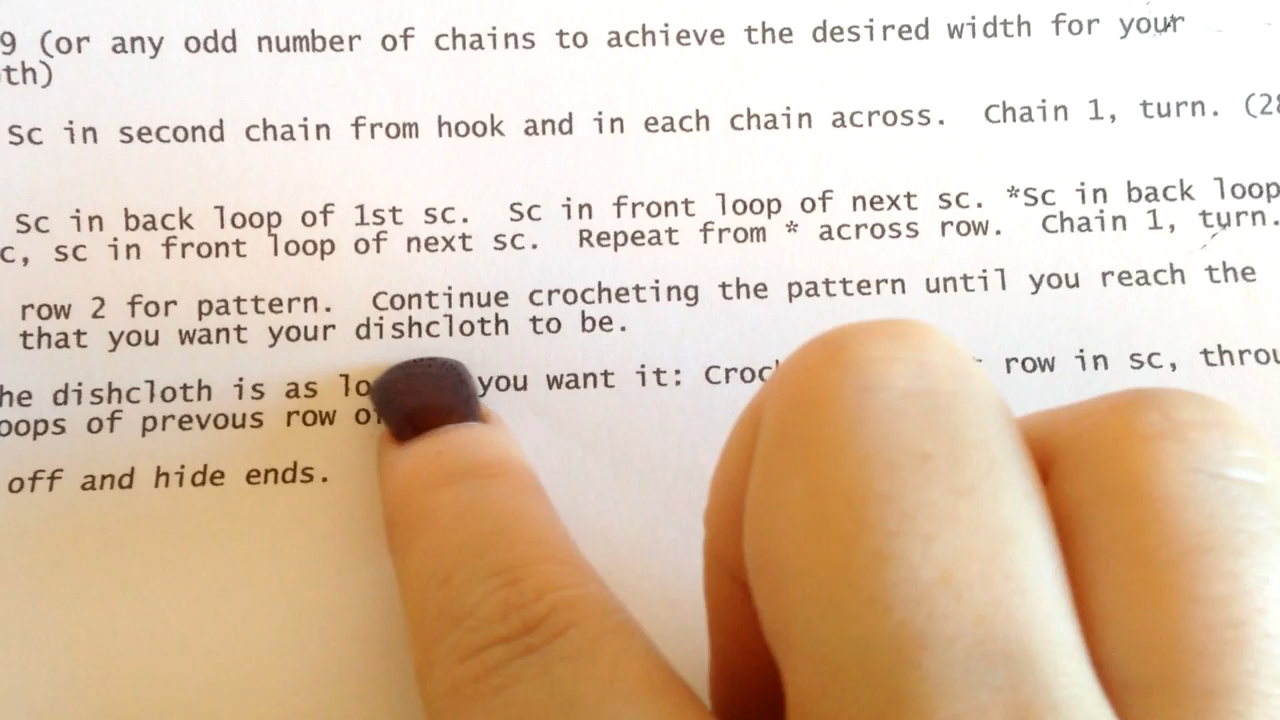 9 (or any odd number of chains to achieve the desired width for your
th)
Sc in second chain from hook and in each chain across. Chain 1, turn. (28
Sc in back loop of 1st sc. Sc in front loop of next sc. *Sc in back loop
c, sc in front loop of next sc. Repeat from * across row. Chain 1, turn.
row 2 for pattern. Continue crocheting the pattern until you reach the
that you want your dishcloth to be.
he dishcloth is as you want it: row in sc,
oops of prevous row
off and hide ends.